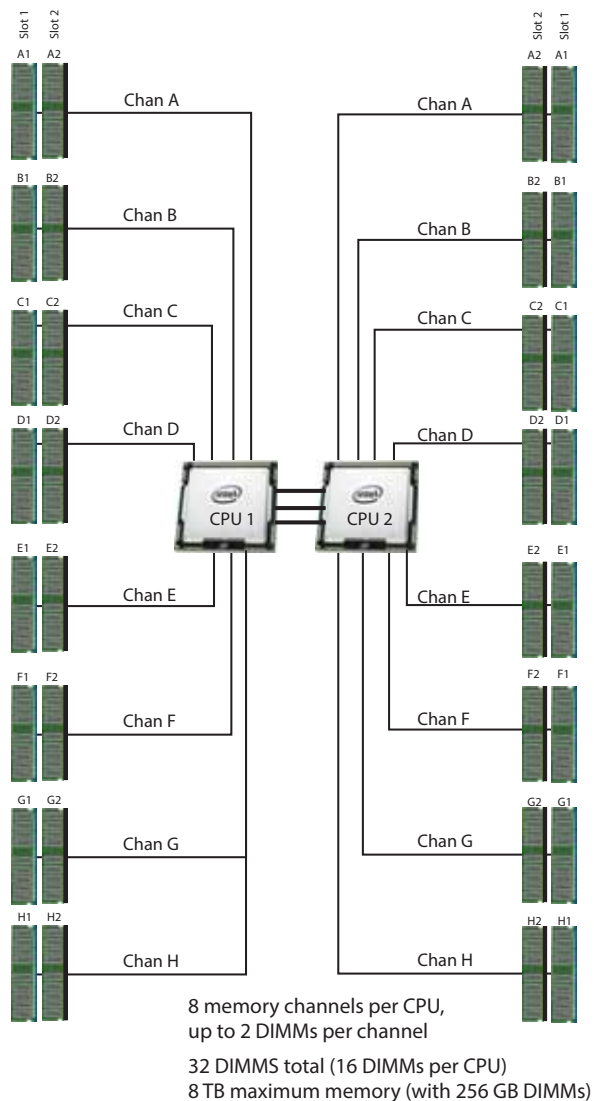 Slot 1 Slot 2 Slot 2 Slot 1
A1 A2 A2 A1
Chan A Chan A
B1 B2 B2 B1
Chan B Chan B
C1 C2 C2 C1
Chan C Chan C
D1 D2 D2 D1
Chan D Chan D
intel intel
CPU 1 CPU 2
E1 E2 E2 E1
Chan E Chan E
F1 F2 F2 F1
Chan F Chan F
G1 G2 G2 G1
Chan G Chan G
H1 H2 H2 H1
Chan H Chan H
8 memory channels per CPU,
up to 2 DIMMs per channel
32 DIMMS total (16 DIMMs per CPU)
8 TB maximum memory (with 256 GB DIMMs)